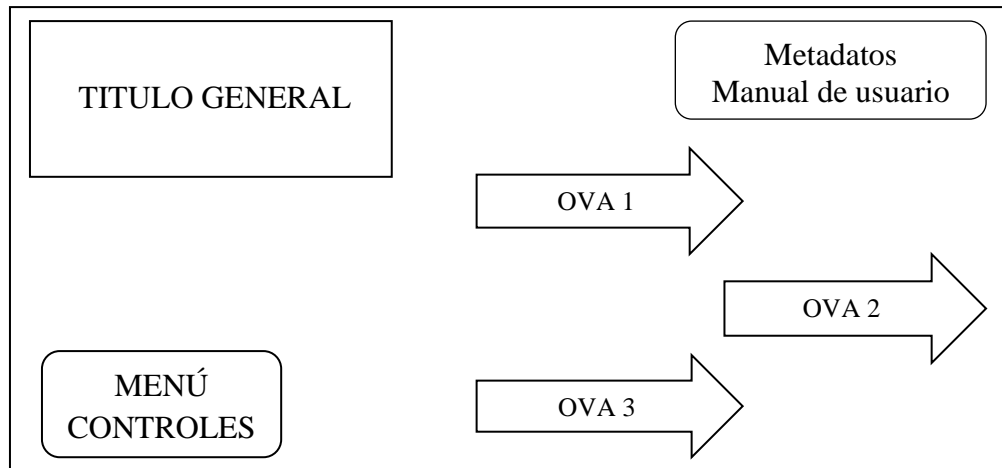 TITULO GENERAL
Metadatos
Manual de usuario
OVA 1
OVA 2
MENÚ
CONTROLES
OVA 3